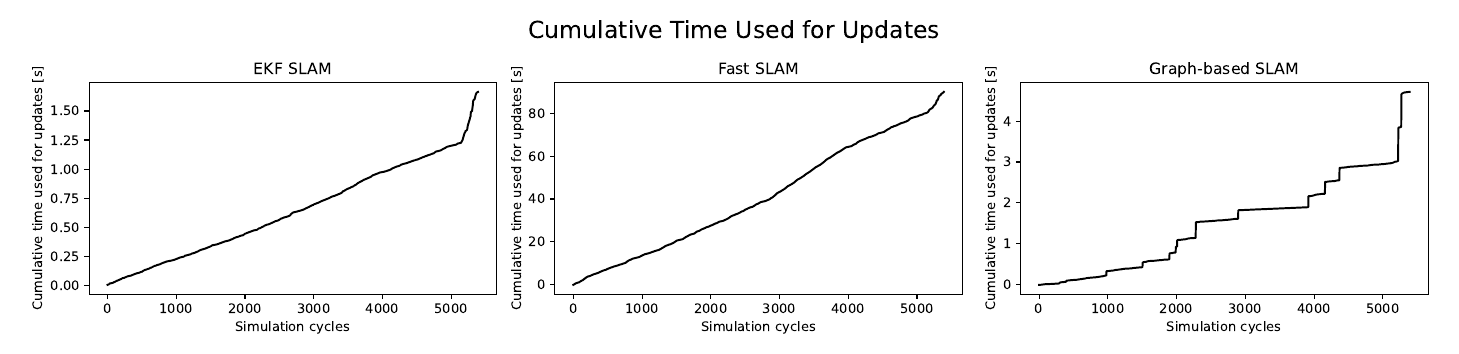 Cumulative Time Used for Updates
EKF SLAM
Cumulative time used for updates [s]
1.50
1.25
1.00
0.75
0.50
0.25
0.00
0 1000 2000 3000 4000 5000
Simulation cycles
Fast SLAM
Cumulative time used for updates [s]
80
60
40
20
0
0 1000 2000 3000 4000 5000
Simulation cycles
Graph-based SLAM
Cumulative time used for updates [s]
4
3
2
1
0
0 1000 2000 3000 4000 5000
Simulation cycles